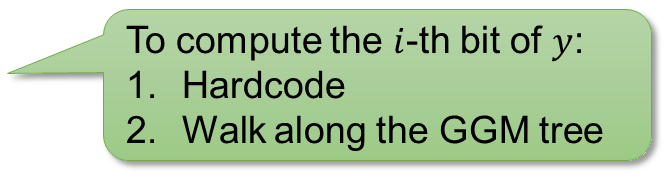 To compute the i-th bit of y:
1. Hardcode
2. Walk along the GGM tree